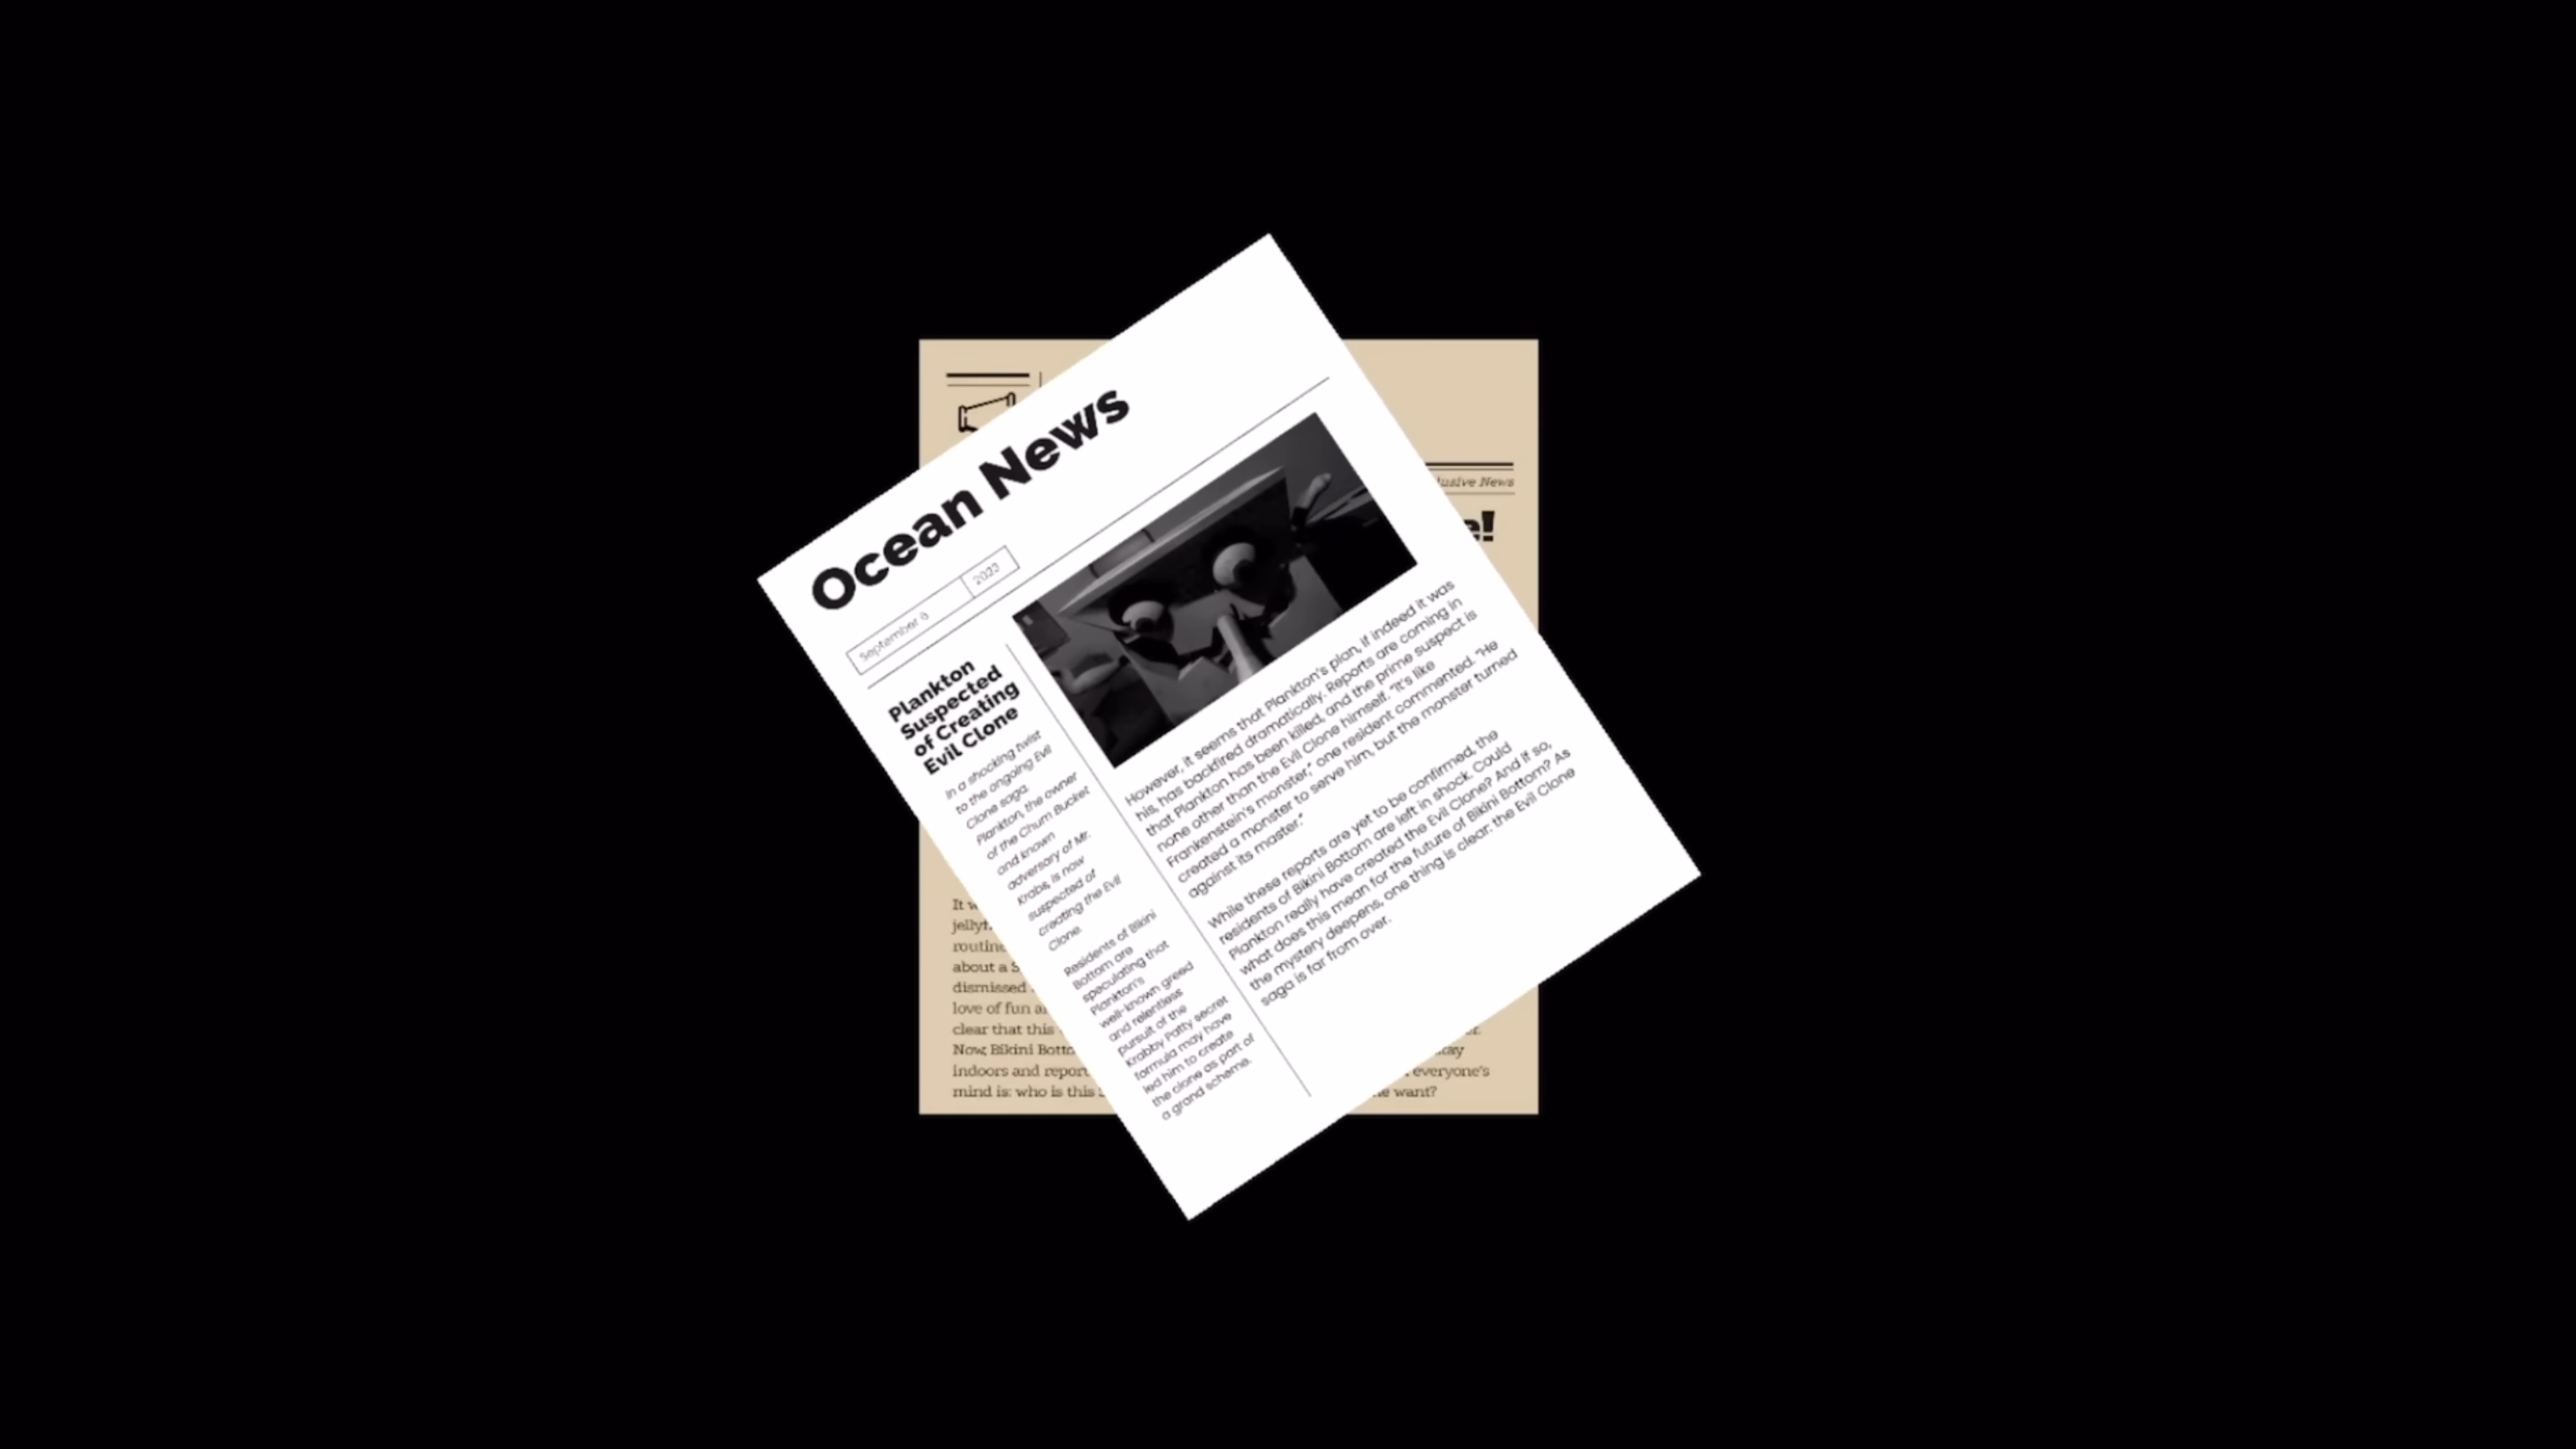 Ocean News
September 6
2023
Plankton
Suspected
of Creating
Evil Clone
In a shocking twist
to the ongoing Evil
Clone saga.
Plankton, the owner
of the Chum Bucket
and known
adversary of Mr.
Krabs, is now
suspected of
creating the Evil
Clone.
Residents of Bikini
Bottom are
speculating that
Plankton's
well-known greed
and relentless
pursuit of the
Krabby Patty secret
formula may have
led him to create
the clone as part of
a grand scheme.
However, it seems that Plankton's plan, if indeed it was
his, has backfired dramatically. Reports are coming in
that Plankton has been killed, and the prime suspect is
none other than the Evil Clone himself. "It's like
Frankenstein's monster," one resident commented. "He
created a monster to serve him, but the monster turned
against its master."
While these reports are yet to be confirmed, the
residents of Bikini Bottom are left in shock. Could
Plankton really have created the Evil Clone? And if so,
what does this mean for the future of Bikini Bottom? As
the mystery deepens, one thing is clear: the Evil Clone
saga is far from over.
News
It
routine
about a
dismissed
love of fun
clear that this
Now, Bikini
indoors and
everyone's
mind is: who is this
want?